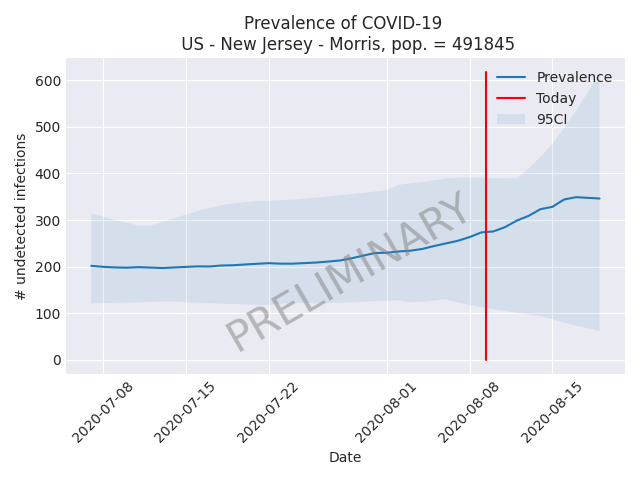 Prevalence of COVID-19
US - New Jersey - Morris, pop. = 491845
# undetected infections
600
500
400
300
200
100
0
Prevalence
Today
95CI
PRELIMINARY
2020-07-08
2020-07-15
2020-07-22
2020-08-01
2020-08-08
2020-08-15
Date